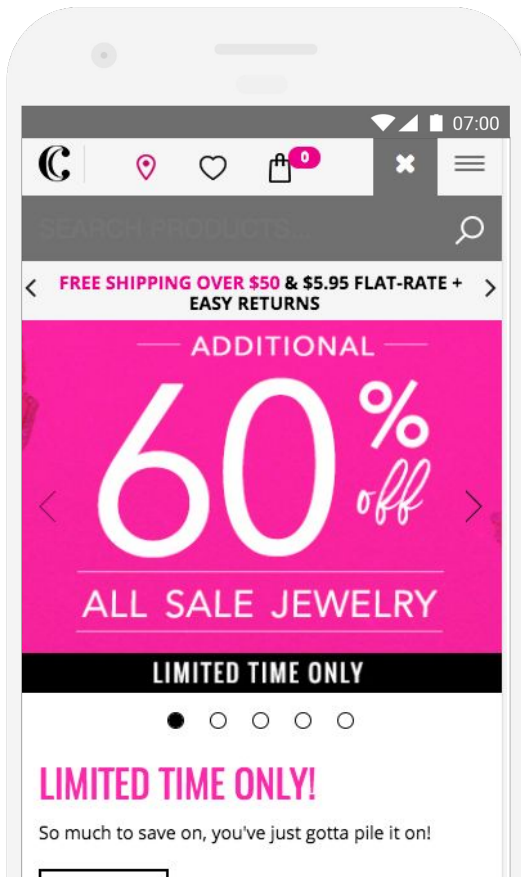 07:00
C
0
SEARCH PRODUCTS...
FREE SHIPPING OVER $50 & $5.95 FLAT-RATE +
EASY RETURNS
ADDITIONAL
60%
off
ALL SALE JEWELRY
LIMITED TIME ONLY
LIMITED TIME ONLY!
So much to save on, you've just gotta pile it on!